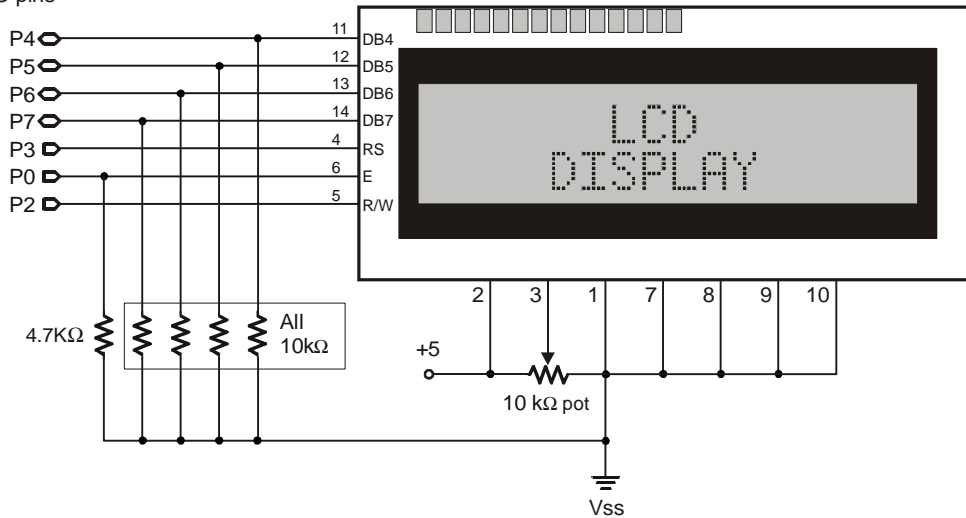 pins
P4 11 DB4
P5 12 DB5
P6 13 DB6
P7 14 DB7
P3 4 RS
P0 6 E
P2 5 R/W
LCD
DISPLAY
2 3 1 7 8 9 10
4.7KΩ
All
10kΩ
+5
10 kΩ pot
Vss